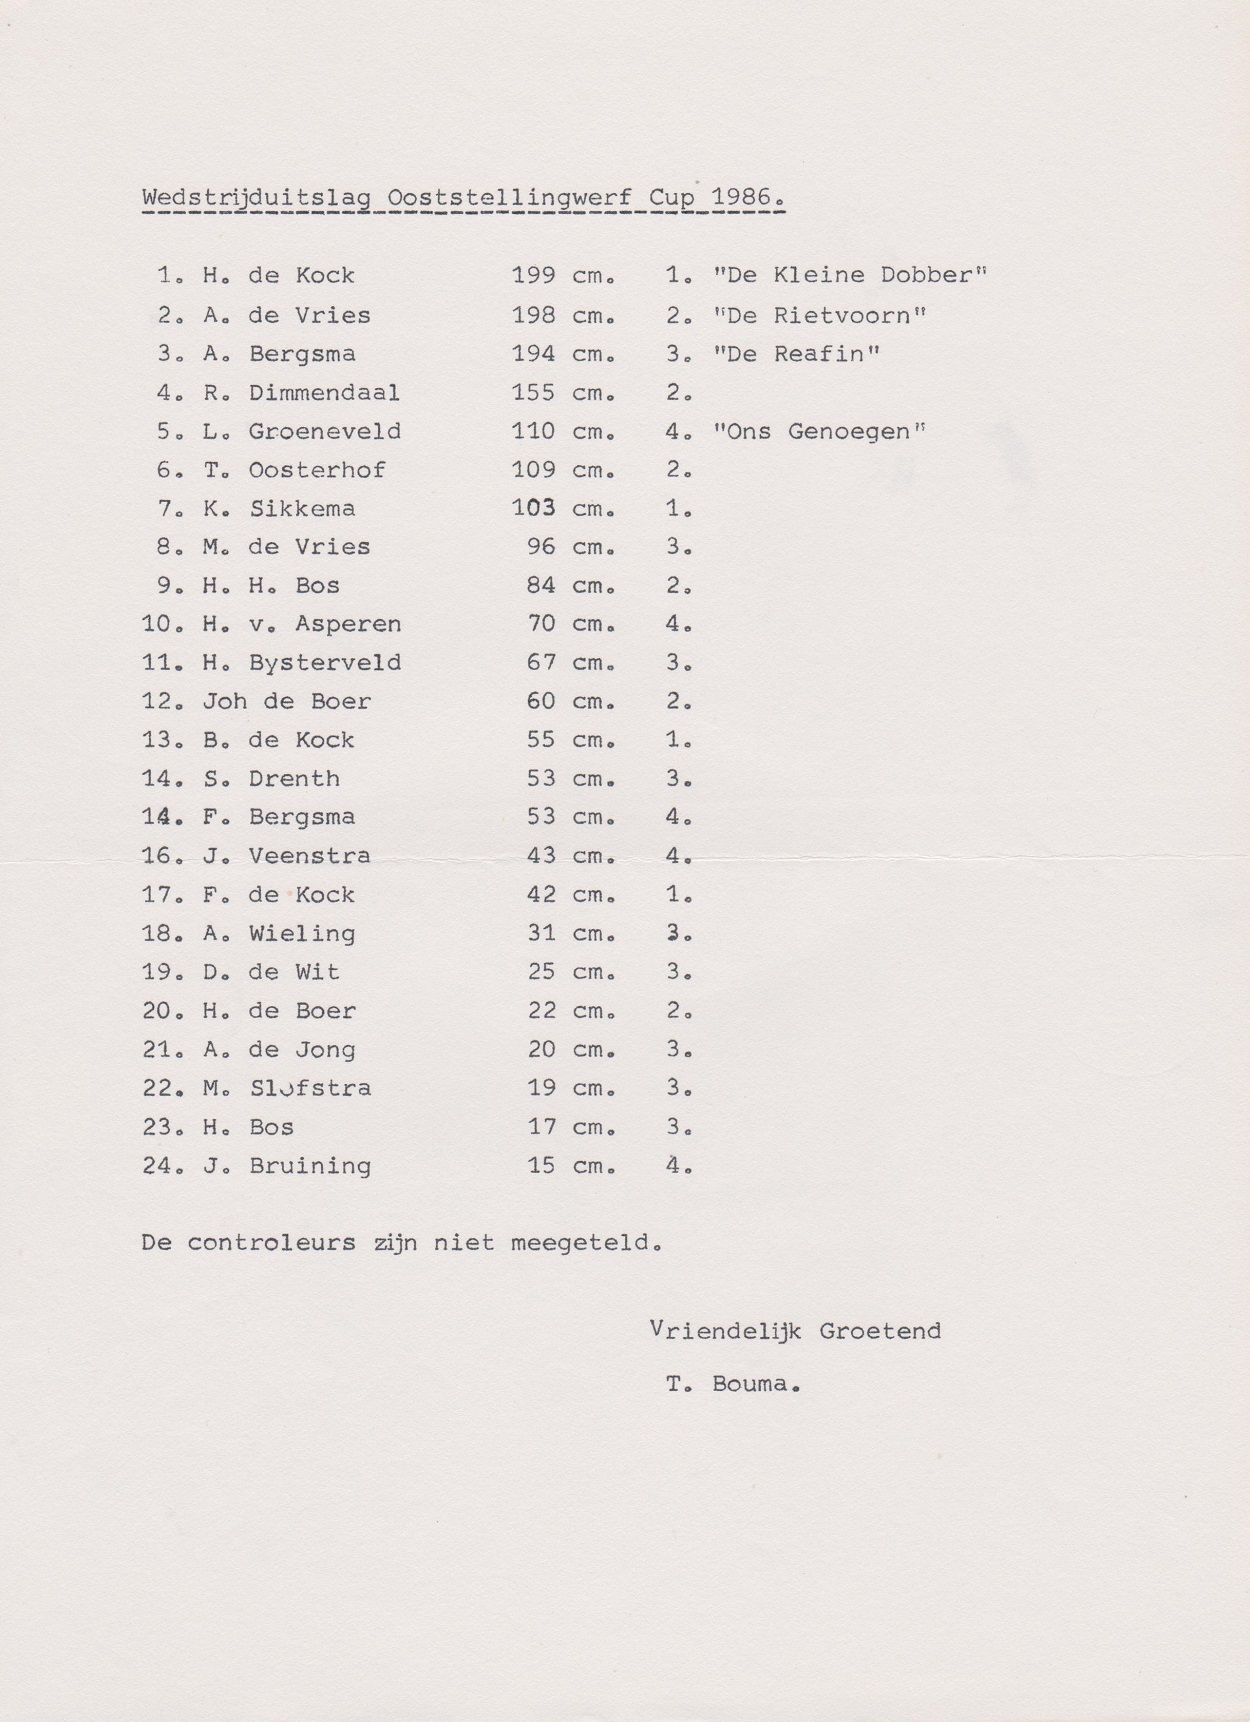 Wedstrijduitslag Ooststellingwerf Cup 1986.
1. H. de Kock 199 cm. 1. "De Kleine Dobber"
2. A. de Vries 198 cm. 2. "De Rietvoorn"
3. A. Bergsma 194 cm. 3. "De Reafin"
4. R. Dimmendaal 155 cm. 2.
5. L. Groeneveld 110 cm. 4. "Ons Genoegen"
6. T. Oosterhof 109 cm. 2.
7. K. Sikkema 103 cm. 1.
8. M. de Vries 96 cm. 3.
9. H. H. Bos 84 cm. 2.
10. H. v. Asperen 70 cm. 4.
11. H. Bysterveld 67 cm. 3.
12. Joh de Boer 60 cm. 2.
13. B. de Kock 55 cm. 1.
14. S. Drenth 53 cm. 3.
14. F. Bergsma 53 cm. 4.
16. J. Veenstra 43 cm. 4.
17. F. de Kock 42 cm. 1.
18. A. Wieling 31 cm. 3.
19. D. de Wit 25 cm. 3.
20. H. de Boer 22 cm. 2.
21. A. de Jong 20 cm. 3.
22. M. Slofstra 19 cm. 3.
23. H. Bos 17 cm. 3.
24. J. Bruining 15 cm. 4.
De controleurs zijn niet meegeteld.
Vriendelijk Groetend
T. Bouma.